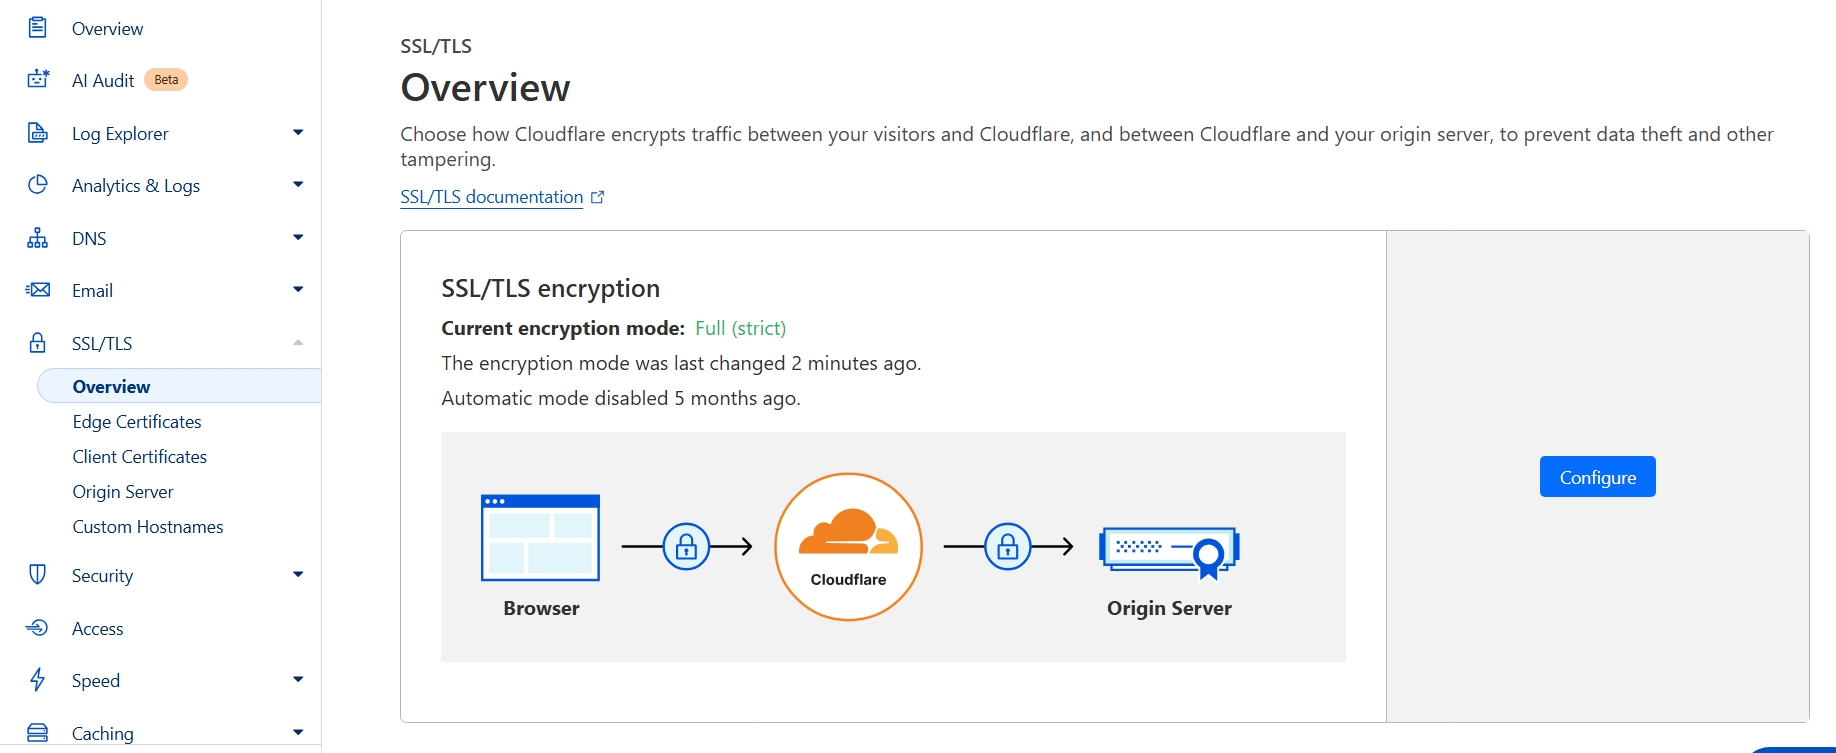 Overview
AI Audit Beta
Log Explorer
Analytics & Logs
DNS
Email
SSL/TLS
Overview
Edge Certificates
Client Certificates
Origin Server
Custom Hostnames
Security
Access
Speed
Caching
SSL/TLS
Overview
Choose how Cloudflare encrypts traffic between your visitors and Cloudflare, and between Cloudflare and your origin server, to prevent data theft and other
tampering.
SSL/TLS documentation
SSL/TLS encryption
Current encryption mode: Full (strict)
The encryption mode was last changed 2 minutes ago.
Automatic mode disabled 5 months ago.
Browser
Cloudflare
Origin Server
Configure